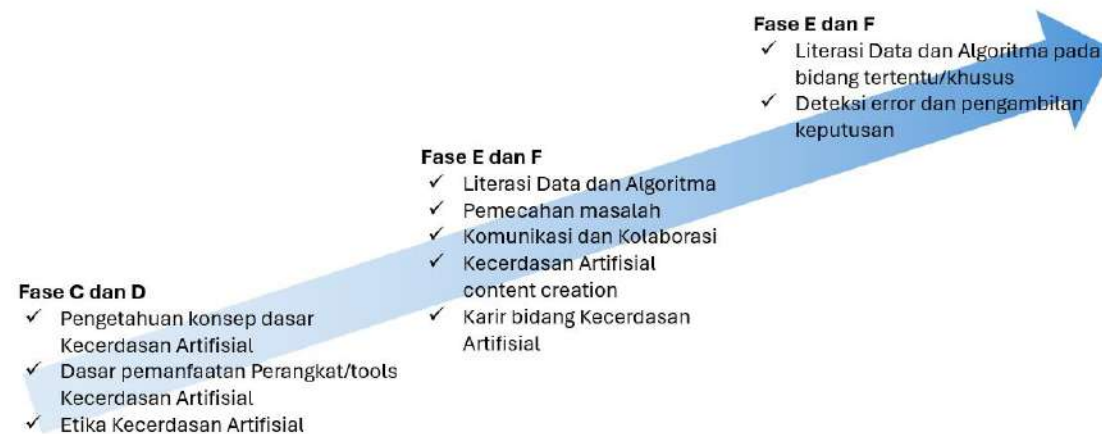 Fase E dan F
✓ Literasi Data dan Algoritma pada
bidang tertentu/khusus
✓ Deteksi error dan pengambilan
keputusan
Fase E dan F
✓ Literasi Data dan Algoritma
✓ Pemecahan masalah
✓ Komunikasi dan Kolaborasi
✓ Kecerdasan Artifisial
content creation
✓ Karir bidang Kecerdasan
Artifisial
Fase C dan D
✓ Pengetahuan konsep dasar
Kecerdasan Artifisial
✓ Dasar pemanfaatan Perangkat/tools
Kecerdasan Artifisial
✓ Etika Kecerdasan Artifisial